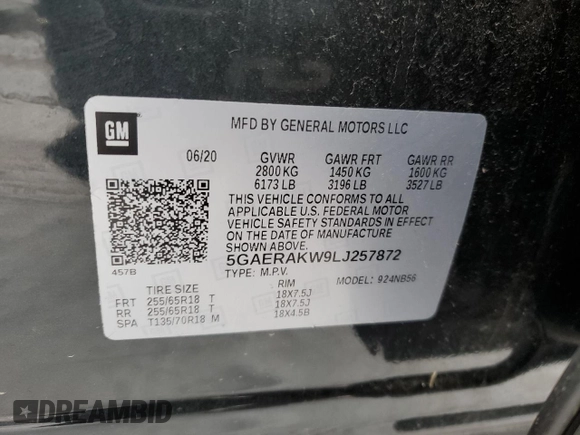 GM
MFD BY GENERAL MOTORS LLC
06/20 GVWR GAWR FRT GAWR RR
2800 KG 1450 KG 1600 KG
6173 LB 3196 LB 3527 LB
THIS VEHICLE CONFORMS TO ALL
APPLICABLE U.S. FEDERAL MOTOR
VEHICLE SAFETY STANDARDS IN EFFECT
ON THE DATE OF MANUFACTURE
SHOWN ABOVE.
457B
5GAERAKW9LJ257872
TYPE: M.P.V. MODEL: 924NB56
TIRE SIZE RIM
FRT 255/65R18 T 18X7.5J
RR 255/65R18 T 18X7.5J
SPA T135/70R18 M 18X4.5B
DREAMBID